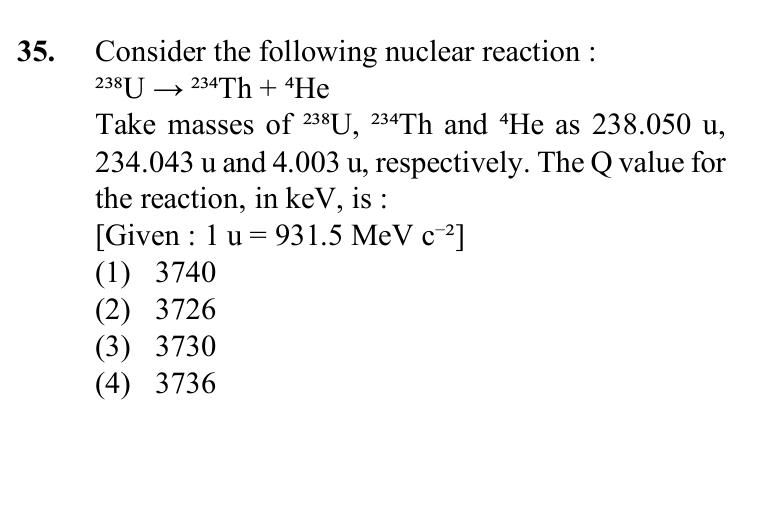 35. Consider the following nuclear reaction :
²³⁸U → ²³⁴Th + ⁴He
Take masses of ²³⁸U, ²³⁴Th and ⁴He as 238.050 u,
234.043 u and 4.003 u, respectively. The Q value for
the reaction, in keV, is :
[Given : 1 u = 931.5 MeV c⁻²]
(1) 3740
(2) 3726
(3) 3730
(4) 3736